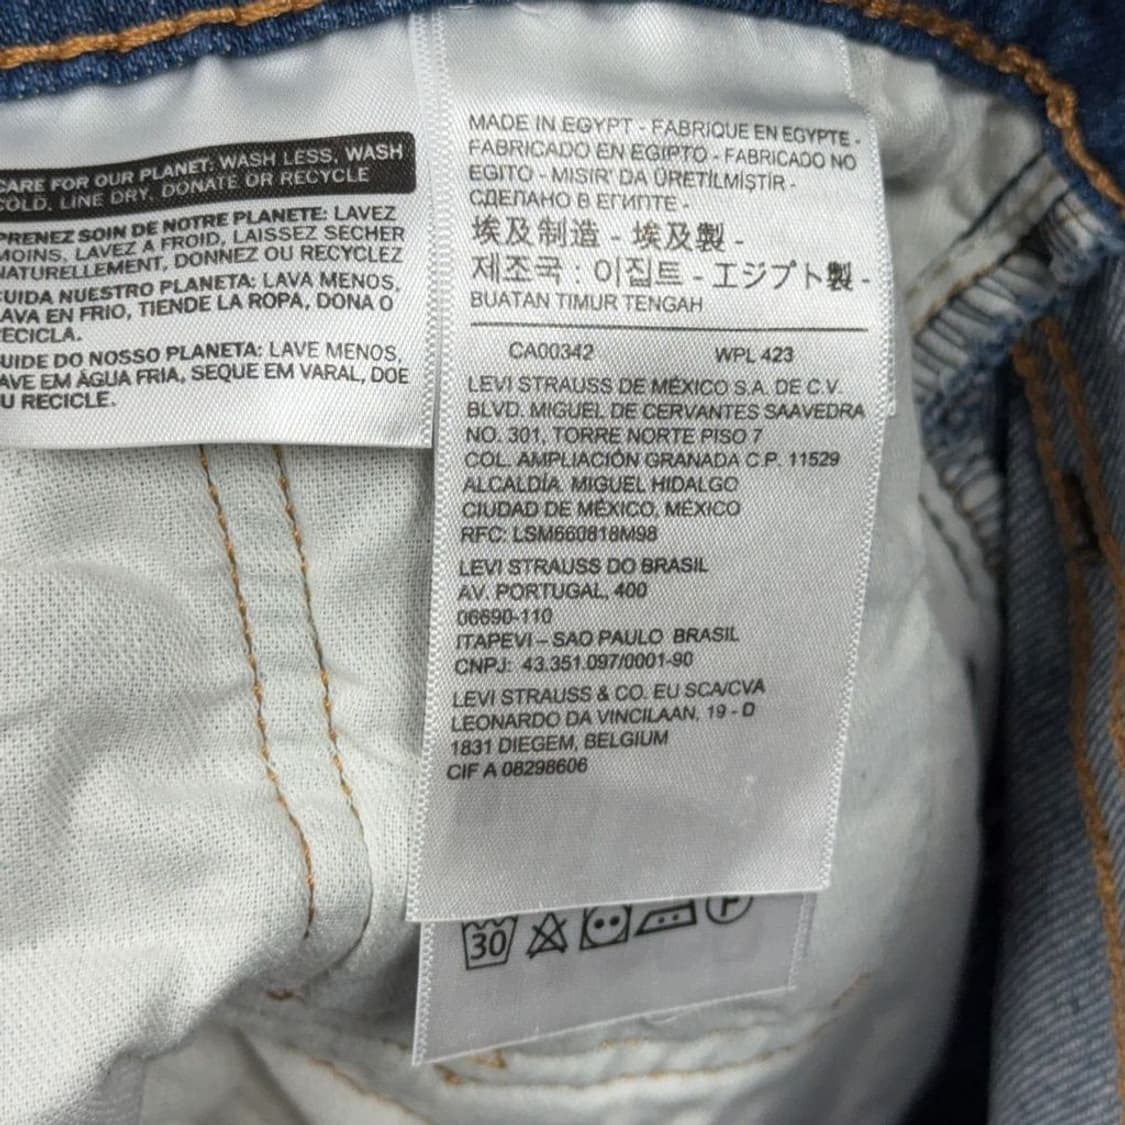 CARE FOR OUR PLANET: WASH LESS, WASH
COLD, LINE DRY, DONATE OR RECYCLE
PRENEZ SOIN DE NOTRE PLANETE: LAVEZ
MOINS, LAVEZ A FROID, LAISSEZ SECHER
NATURELLEMENT, DONNEZ OU RECYCLEZ
CUIDA NUESTRO PLANETA: LAVA MENOS,
LAVA EN FRIO, TIENDE LA ROPA, DONA O
RECICLA.
CUIDE DO NOSSO PLANETA: LAVE MENOS,
LAVE EM ÁGUA FRIA, SEQUE EM VARAL, DOE
OU RECICLE.
MADE IN EGYPT - FABRIQUE EN EGYPTE -
FABRICADO EN EGIPTO - FABRICADO NO
EGITO - MISIR' DA ÜRETİLMİŞTİR -
СДЕЛАНО В ЕГИПТЕ -
埃及制造 - 埃及製 -
제조국 : 이집트 - エジプト製 -
BUATAN TIMUR TENGAH
CA00342 WPL 423
LEVI STRAUSS DE MÉXICO S.A. DE C.V.
BLVD. MIGUEL DE CERVANTES SAAVEDRA
NO. 301, TORRE NORTE PISO 7
COL. AMPLIACIÓN GRANADA C.P. 11529
ALCALDÍA. MIGUEL HIDALGO
CIUDAD DE MÉXICO. MÉXICO
RFC: LSM660818M98
LEVI STRAUSS DO BRASIL
AV. PORTUGAL, 400
06690-110
ITAPEVI – SAO PAULO BRASIL
CNPJ: 43.351.097/0001-90
LEVI STRAUSS & CO. EU SCA/CVA
LEONARDO DA VINCILAAN, 19 - D
1831 DIEGEM, BELGIUM
CIF A 08298606
30 F